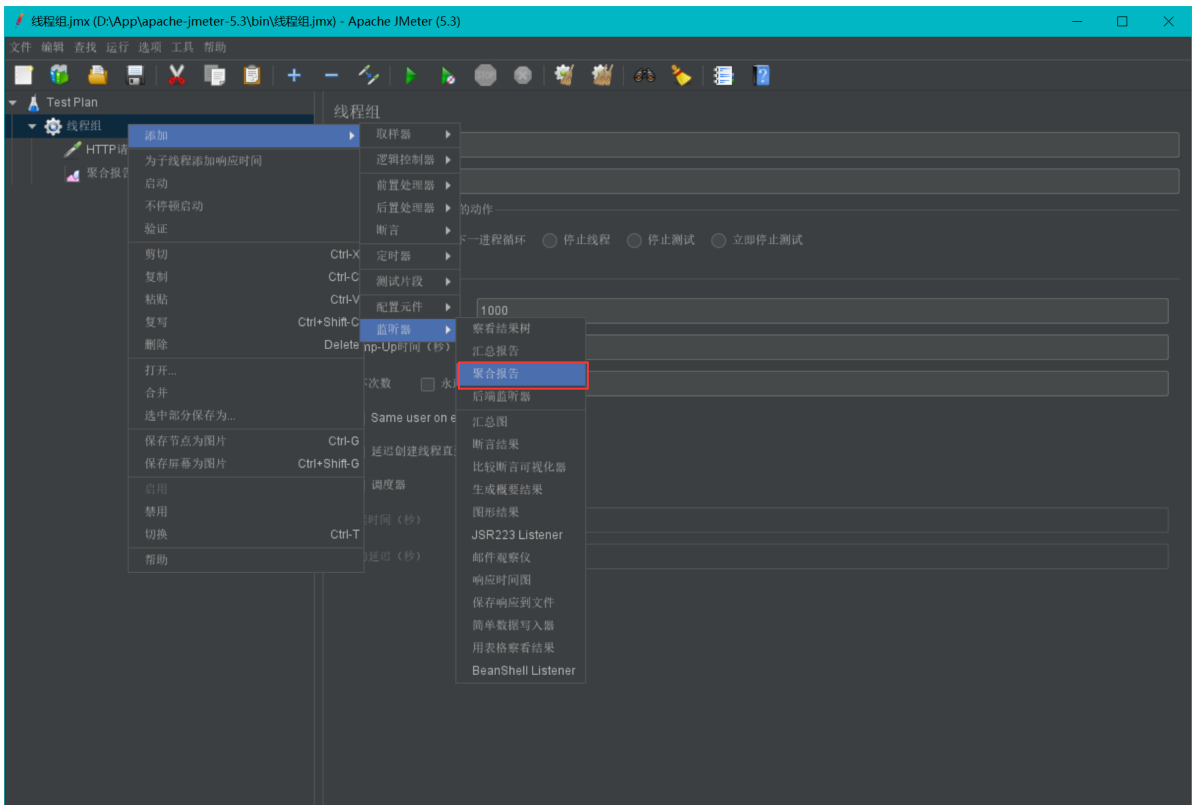 线程组.jmx (D:\App\apache-jmeter-5.3\bin\线程组.jmx) - Apache JMeter (5.3)
文件 编辑 查找 运行 选项 工具 帮助
STOP
Test Plan
线程组
HTTP请
聚合报告
线程组
添加
为子线程添加响应时间
启动
不停顿启动
验证
剪切 Ctrl-X
复制 Ctrl-C
粘贴 Ctrl-V
复写 Ctrl+Shift-C
删除 Delete
打开...
合并
选中部分保存为...
保存节点为图片 Ctrl-G
保存屏幕为图片 Ctrl+Shift-G
启用
禁用
切换 Ctrl-T
帮助
取样器
逻辑控制器
前置处理器
后置处理器
断言
定时器
测试片段
配置元件
监听器
察看结果树
汇总报告
聚合报告
后端监听器
汇总图
断言结果
比较断言可视化器
生成概要结果
图形结果
JSR223 Listener
邮件观察仪
响应时间图
保存响应到文件
简单数据写入器
用表格察看结果
BeanShell Listener
的动作
下一进程循环 停止线程 停止测试 立即停止测试
1000
mp-Up时间（秒）
次数 永
Same user on e
延迟创建线程直
调度器
时间（秒）
延迟（秒）